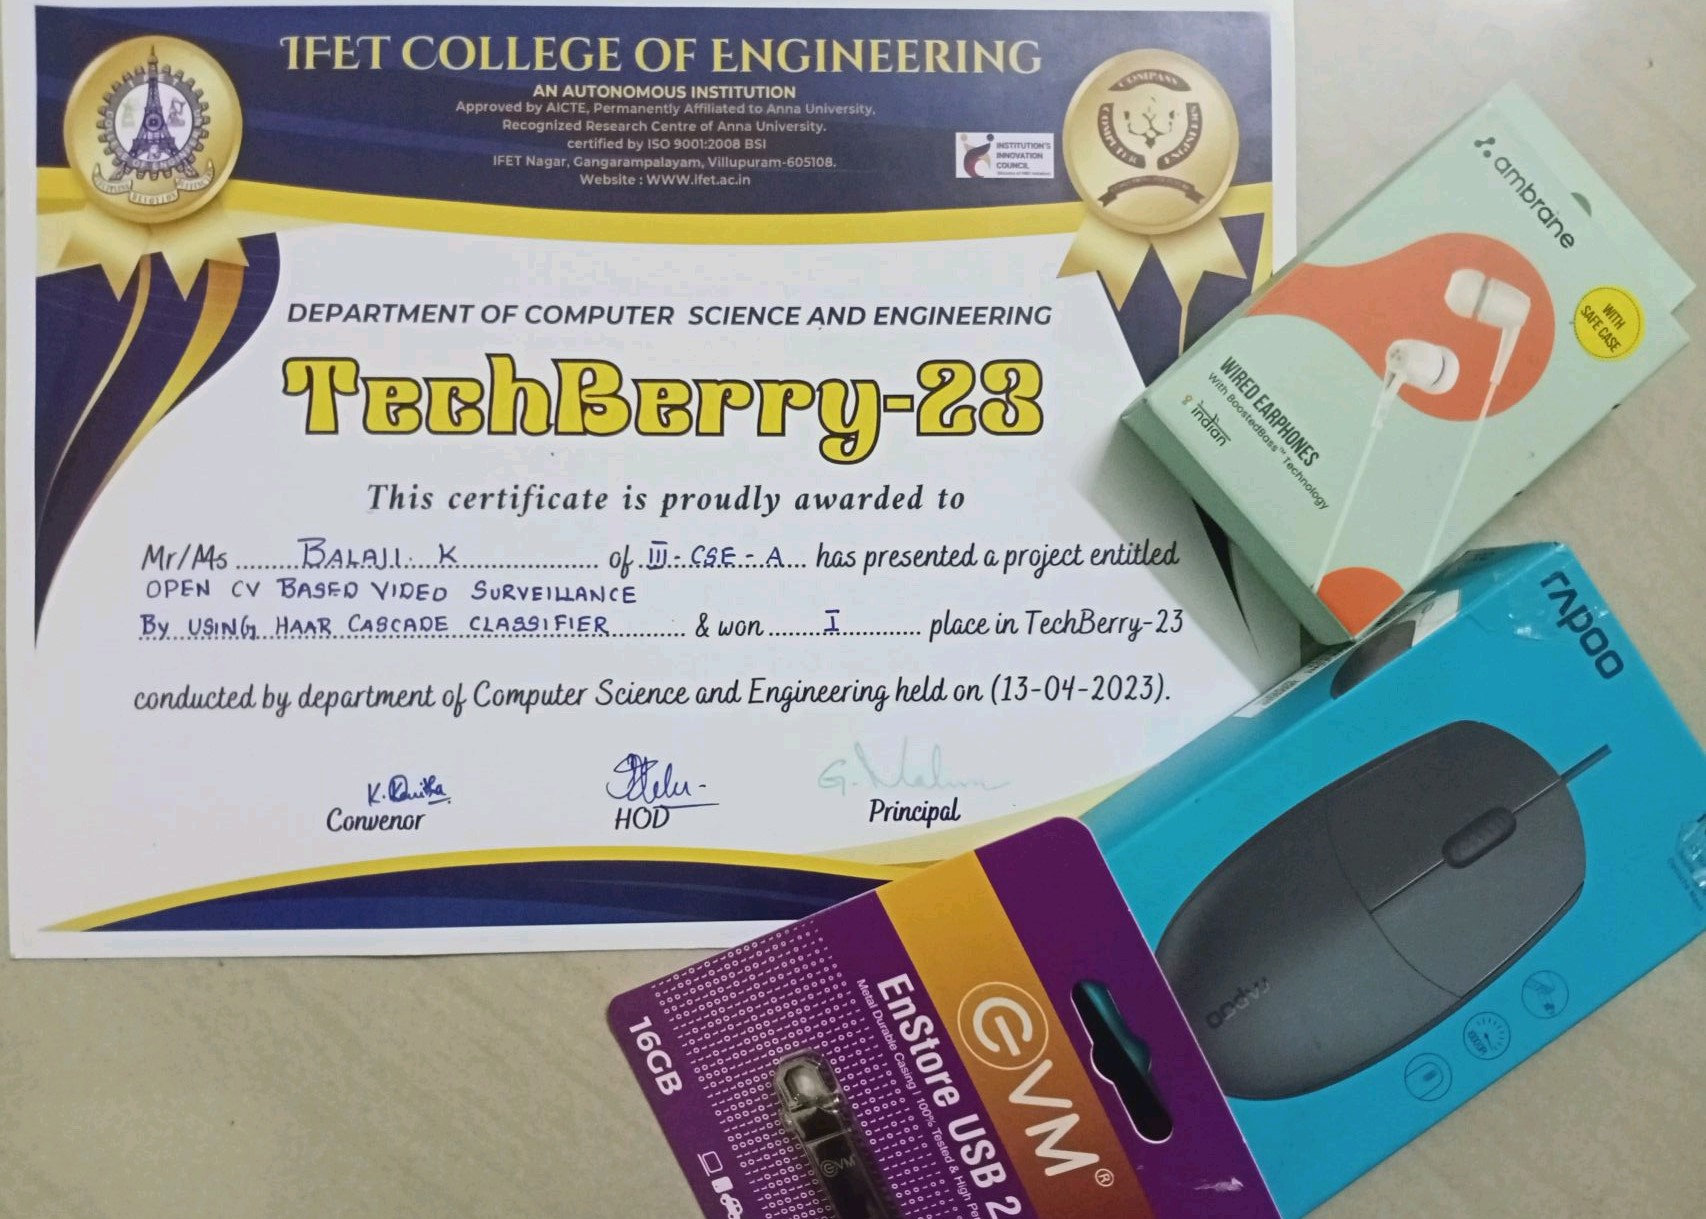 IFET COLLEGE OF ENGINEERING
AN AUTONOMOUS INSTITUTION
Approved by AICTE, Permanently Affiliated to Anna University,
Recognized Research Centre of Anna University.
certified by ISO 9001:2008 BSI
IFET Nagar, Gangarampalayam, Villupuram-605108.
Website : WWW.ifet.ac.in
INSTITUTION'S
INNOVATION
COUNCIL
COMPASS
COMPUTER
DEPARTMENT OF COMPUTER SCIENCE AND ENGINEERING
TechBerry-23
This certificate is proudly awarded to
Mr/Ms BALAJI. K of III - CSE - A has presented a project entitled
OPEN CV BASED VIDEO SURVEILLANCE
By USING HAAR CASCADE CLASSIFIER & won I place in TechBerry-23
conducted by department of Computer Science and Engineering held on (13-04-2023).
Convenor HOD Principal
ambrane
WITH
SAFE CASE
WIRED EARPHONES
With BoostedBass™ Technology
indian
rapoo
rapoo
EVM®
EnStore USB 2
Metal Durable Casing | 100% Tested & High
16GB
EVM